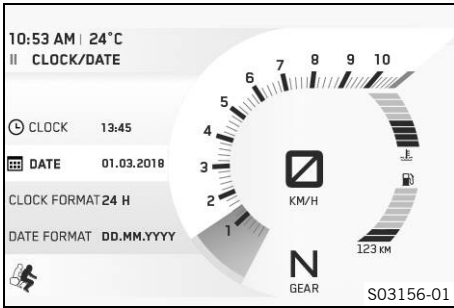 10:53 AM | 24°C
CLOCK/DATE
CLOCK 13:45
DATE 01.03.2018
CLOCK FORMAT 24 H
DATE FORMAT DD.MM.YYYY
1
2
3
4
5
6
7
8
9
10
0
KM/H
N
GEAR
123 KM
S03156-01